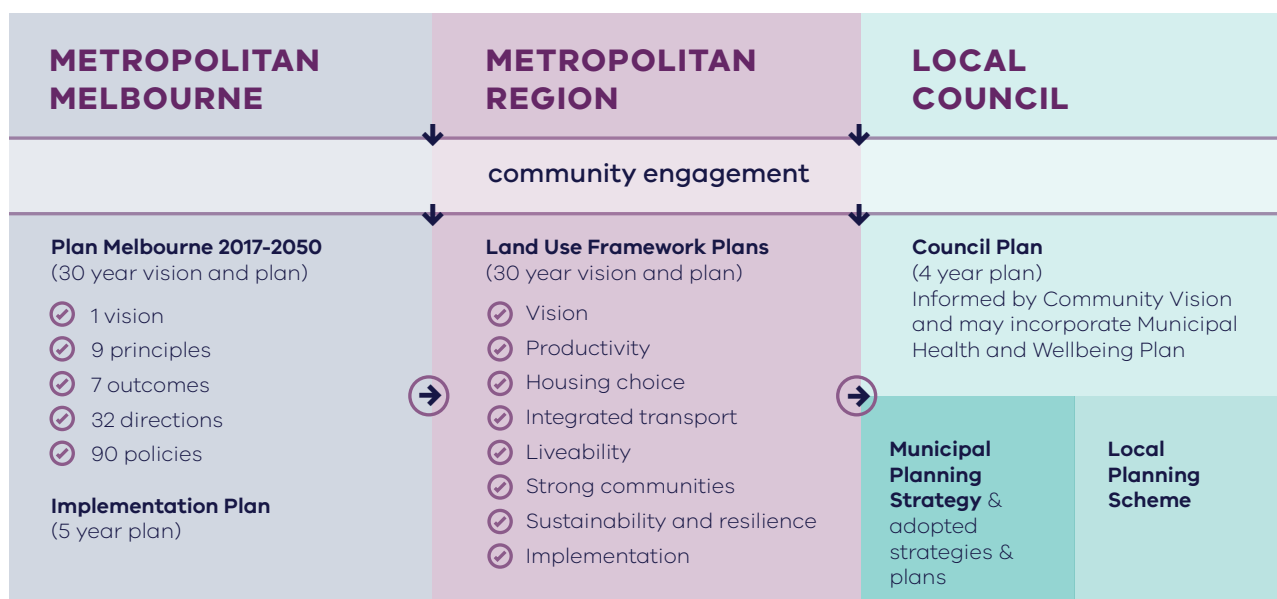 METROPOLITAN
MELBOURNE
METROPOLITAN
REGION
LOCAL
COUNCIL
community engagement
Plan Melbourne 2017-2050
(30 year vision and plan)
1 vision
9 principles
7 outcomes
32 directions
90 policies
Implementation Plan
(5 year plan)
Land Use Framework Plans
(30 year vision and plan)
Vision
Productivity
Housing choice
Integrated transport
Liveability
Strong communities
Sustainability and resilience
Implementation
Council Plan
(4 year plan)
Informed by Community Vision
and may incorporate Municipal
Health and Wellbeing Plan
Municipal
Planning
Strategy &
adopted
strategies &
plans
Local
Planning
Scheme